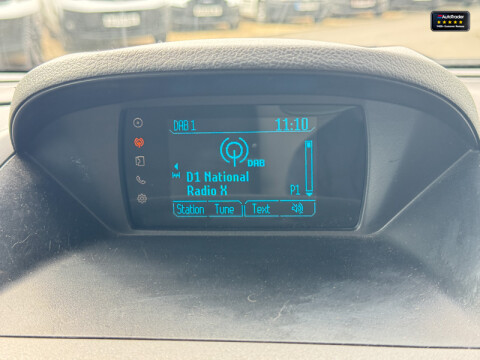 AutoTrader
DAB 1 11:10
DAB
D1 National
Radio X P1
Station Tune Text